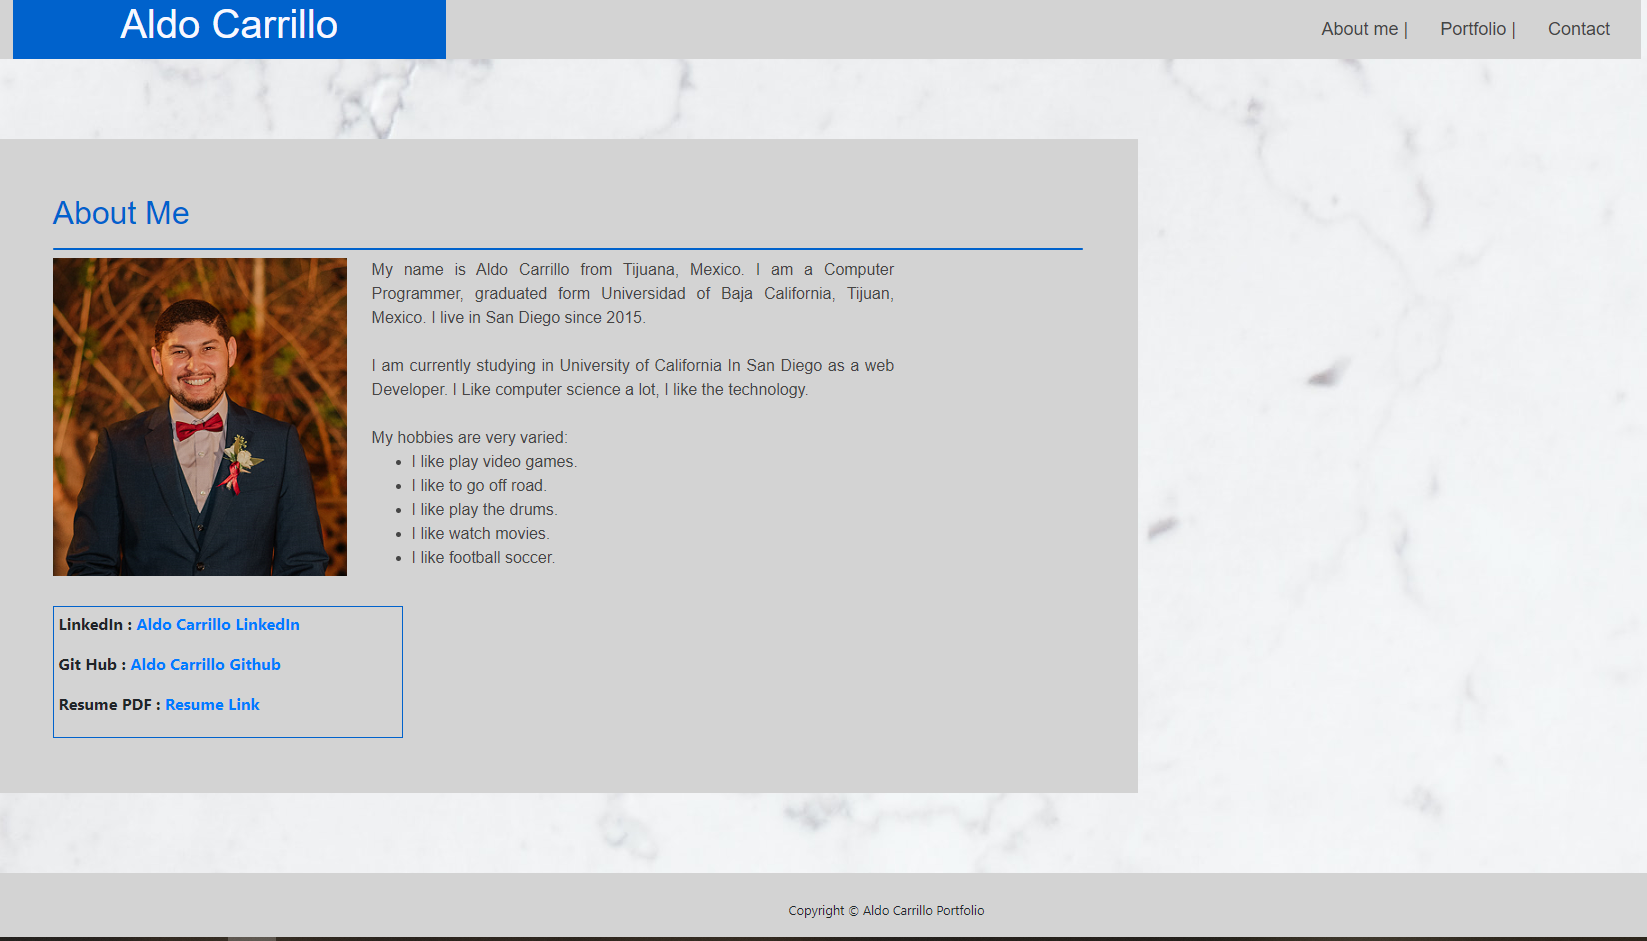 Aldo Carrillo
About me |
Portfolio |
Contact
About Me
My name is Aldo Carrillo from Tijuana, Mexico. I am a Computer
Programmer, graduated form Universidad of Baja California, Tijuan,
Mexico. I live in San Diego since 2015.
I am currently studying in University of California In San Diego as a web
Developer. I Like computer science a lot, I like the technology.
My hobbies are very varied:
• I like play video games.
• I like to go off road.
• I like play the drums.
• I like watch movies.
• I like football soccer.
LinkedIn : Aldo Carrillo LinkedIn
Git Hub : Aldo Carrillo Github
Resume PDF : Resume Link
Copyright © Aldo Carrillo Portfolio